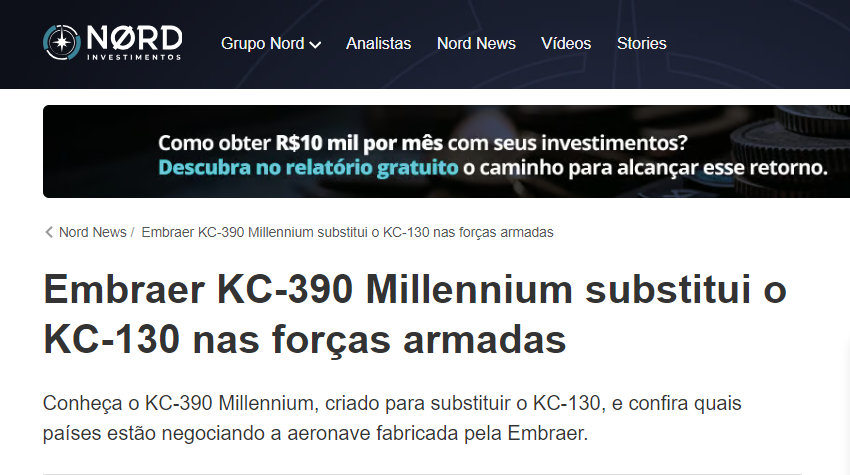 NØRD
INVESTIMENTOS
Grupo Nord
Analistas
Nord News
Vídeos
Stories
Como obter R$10 mil por mês com seus investimentos?
Descubra no relatório gratuito o caminho para alcançar esse retorno.
Nord News / Embraer KC-390 Millennium substitui o KC-130 nas forças armadas
Embraer KC-390 Millennium substitui o
KC-130 nas forças armadas
Conheça o KC-390 Millennium, criado para substituir o KC-130, e confira quais
países estão negociando a aeronave fabricada pela Embraer.